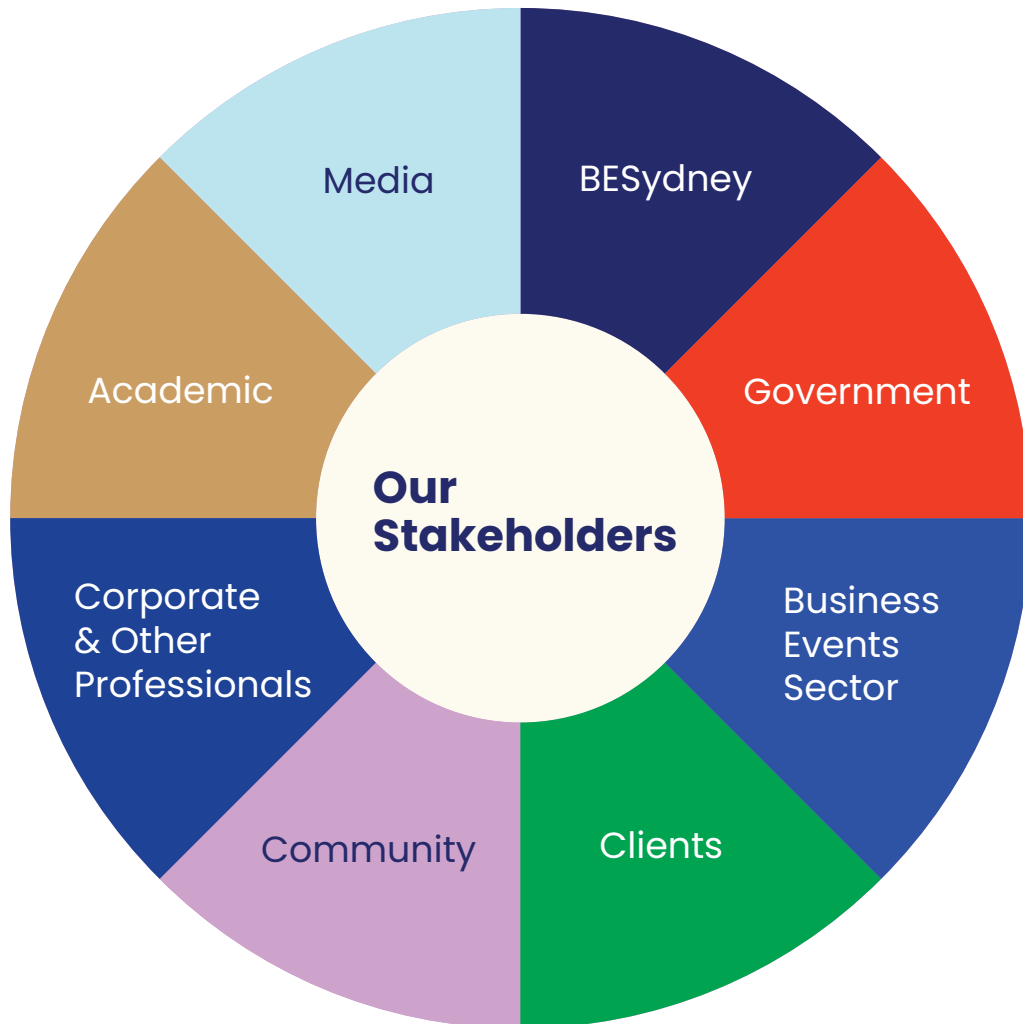 Media
BESydney
Academic
Government
Our
Stakeholders
Corporate
& Other
Professionals
Business
Events
Sector
Community
Clients